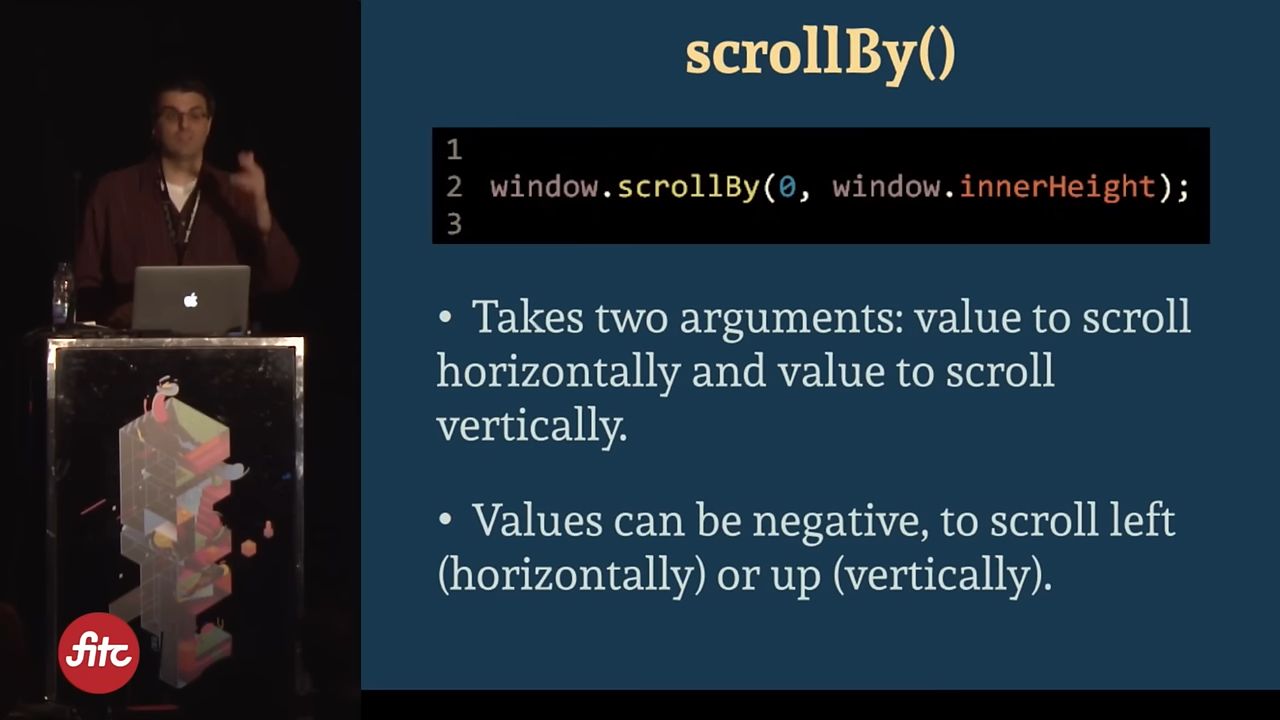 scrollBy()
1
2 window.scrollBy(0, window.innerHeight);
3
• Takes two arguments: value to scroll
horizontally and value to scroll
vertically.
• Values can be negative, to scroll left
(horizontally) or up (vertically).
fitc